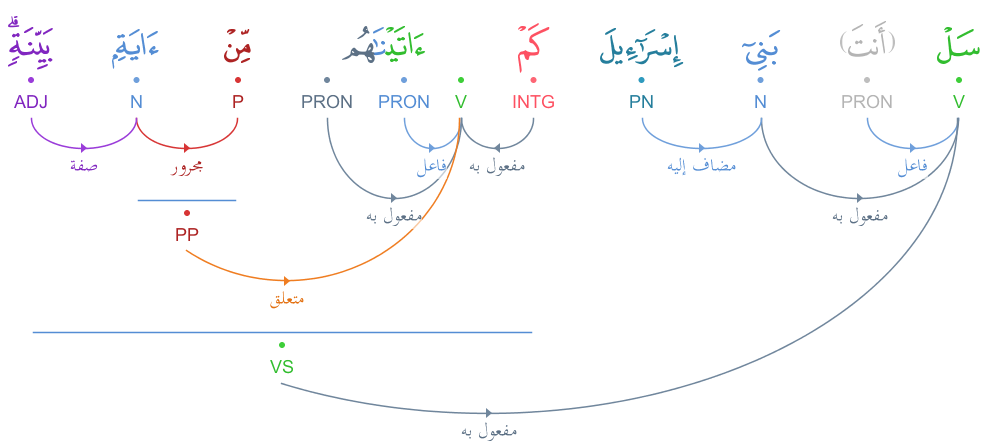 سَلْ (أَنتَ) بَنِىٓ إِسْرَٰٓءِيلَ كَمْ ءَاتَيْنَٰهُم مِّنْ ءَايَةٍۭ بَيِّنَةٍۗ
V PRON N PN INTG V PRON PRON P N ADJ
فاعل مضاف إليه مفعول به فاعل مجرور صفة
مفعول به مفعول به
PP
متعلق
VS
مفعول به